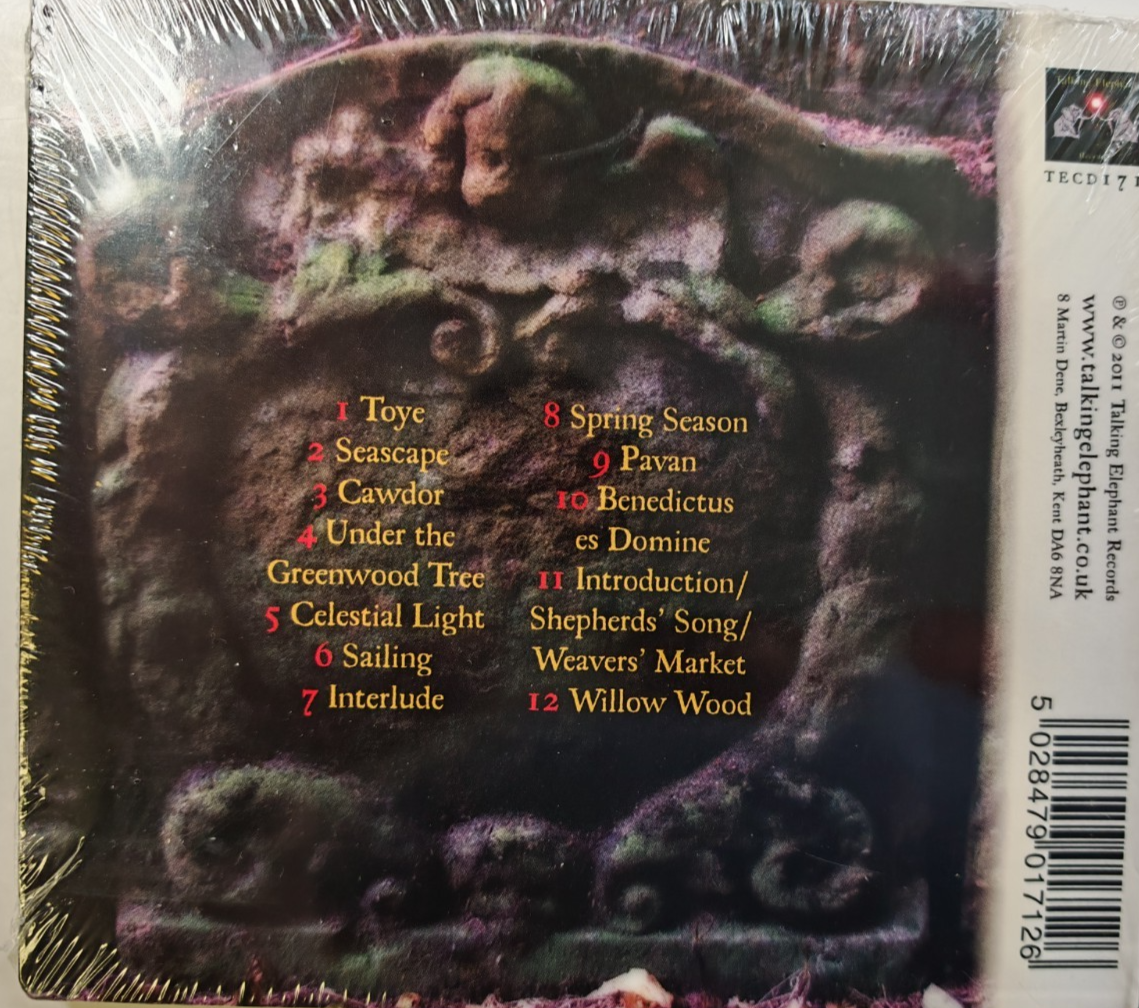 1 Toye
2 Seascape
3 Cawdor
4 Under the
Greenwood Tree
5 Celestial Light
6 Sailing
7 Interlude
8 Spring Season
9 Pavan
10 Benedictus
es Domine
11 Introduction/
Shepherds' Song/
Weavers' Market
12 Willow Wood
TECD17
℗ & © 2011 Talking Elephant Records
www.talkingelephant.co.uk
8 Martin Dene, Bexleyheath, Kent DA6 8NA
5 028479 017126